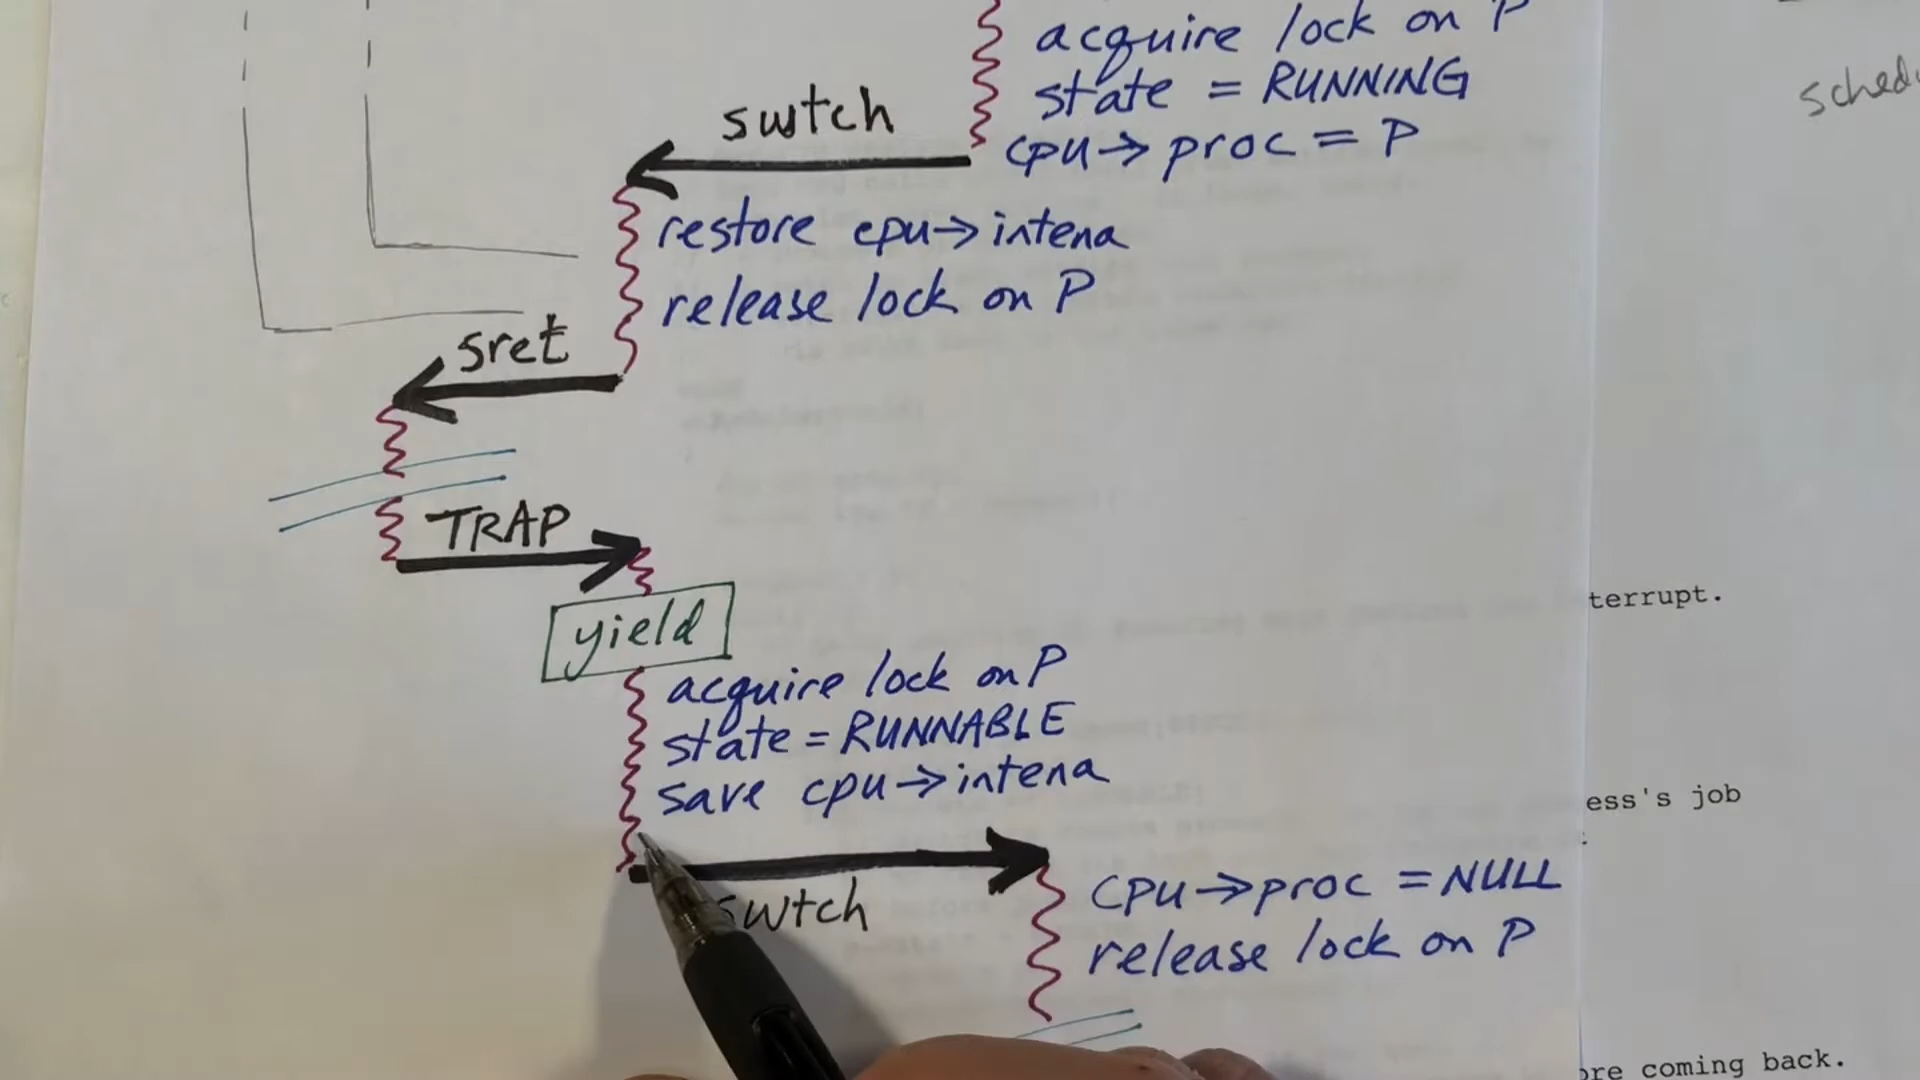 acquire lock on P
state = RUNNING
cpu→proc = P
sched
swtch
restore cpu→intena
release lock on P
sret
TRAP
yield
terrupt.
acquire lock on P
state = RUNNABLE
save cpu→intena
ess's job
swtch
cpu→proc = NULL
release lock on P
ore coming back.